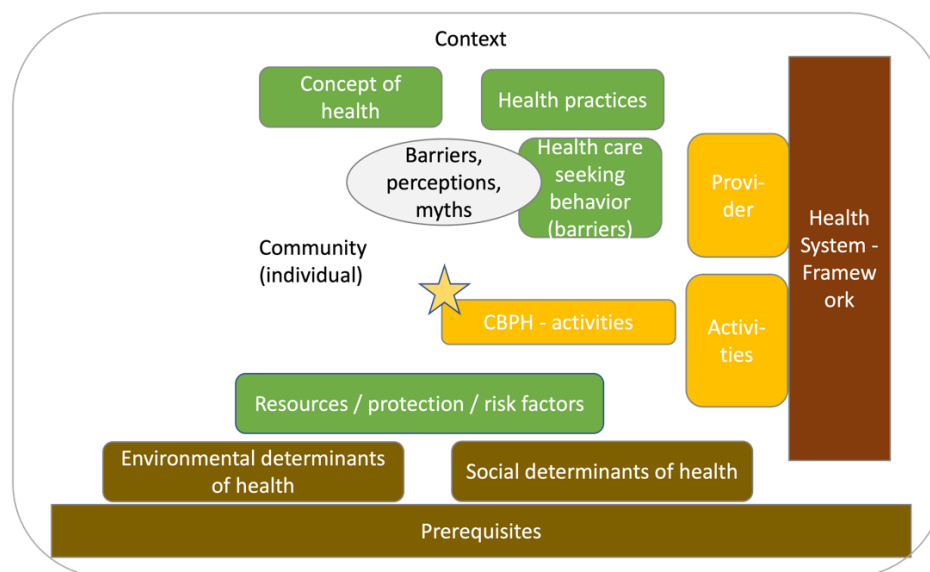 Context
Concept of
health
Health practices
Barriers,
perceptions,
myths
Health care
seeking
behavior
(barriers)
Provi-
der
Health
System -
Framew
ork
Community
(individual)
CBPH - activities
Activi-
ties
Resources / protection / risk factors
Environmental determinants
of health
Social determinants of health
Prerequisites